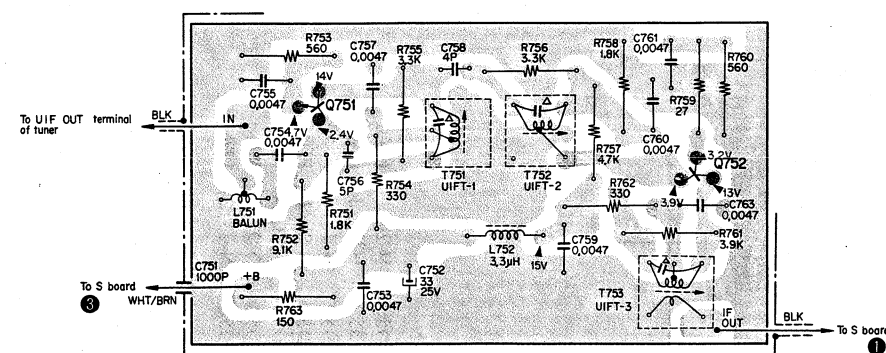 R753
560
C757
0,0047
R755
3.3K
C758
4P
R756
3.3K
R758
1.8K
C761
0,0047
R760
560
C755
0,0047
14V
Q751
R759
27
To UIF OUT terminal
of tuner
BLK
IN
C754
0,0047
4.7V
2.4V
C756
5P
T751
UIFT-1
T752
UIFT-2
R757
4.7K
C760
0,0047
3.2V
Q752
L751
BALUN
R751
1.8K
R754
330
R762
330
3.9V
13V
C763
0,0047
R752
9.1K
L752
3,3μH
15V
C759
0,0047
R761
3.9K
C751
1000P
+B
To S board
3
WHT/BRN
R763
150
C753
0,0047
C752
33
25V
T753
UIFT-3
IF
OUT
BLK
To S board
1